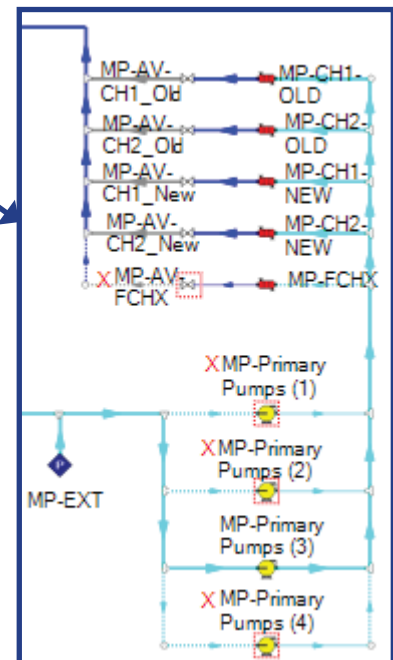 MP-AV-
CH1_Old
MP-CH1-
OLD
MP-AV-
CH2_Old
MP-CH2-
OLD
MP-AV-
CH1_New
MP-CH1-
NEW
MP-AV-
CH2_New
MP-CH2-
NEW
X MP-AV-
FCHX
MP-FCHX
X MP-Primary
Pumps (1)
X MP-Primary
Pumps (2)
P
MP-EXT
MP-Primary
Pumps (3)
X MP-Primary
Pumps (4)